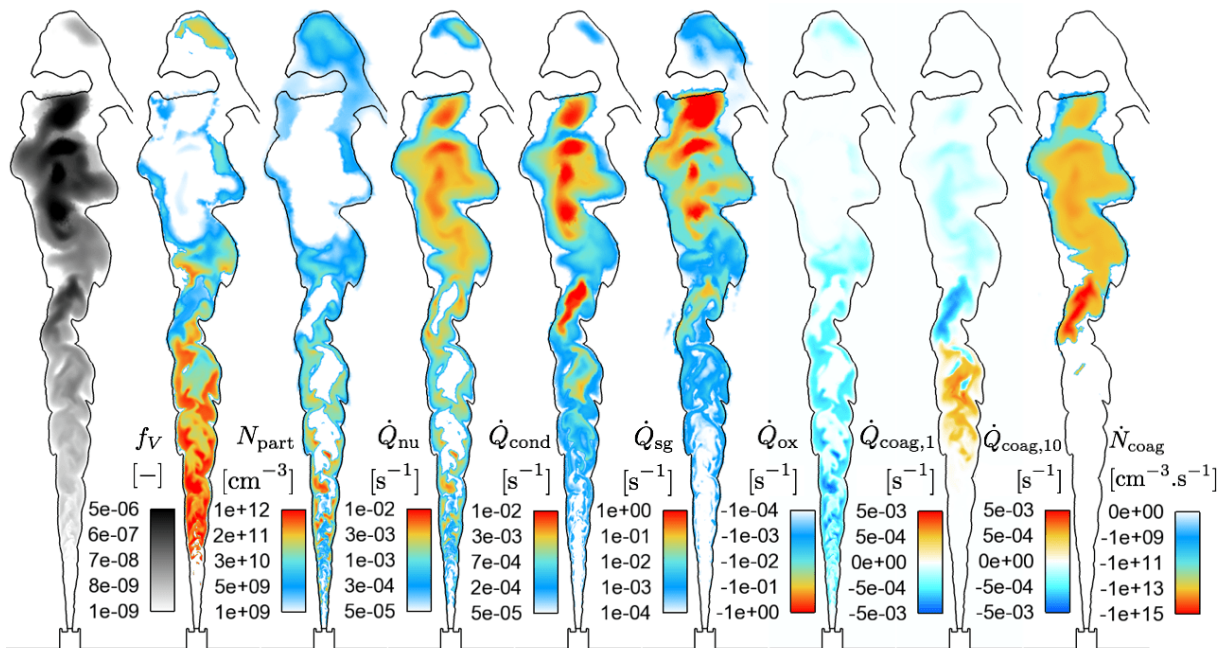 f_V
[−]
5e-06
6e-07
7e-08
8e-09
1e-09
N_part
[cm⁻³]
1e+12
2e+11
3e+10
5e+09
1e+09
Q̇_nu
[s⁻¹]
1e-02
3e-03
1e-03
3e-04
5e-05
Q̇_cond
[s⁻¹]
1e-02
3e-03
7e-04
2e-04
5e-05
Q̇_sg
[s⁻¹]
1e+00
1e-01
1e-02
1e-03
1e-04
Q̇_ox
[s⁻¹]
-1e-04
-1e-03
-1e-02
-1e-01
-1e+00
Q̇_coag,1
[s⁻¹]
5e-03
5e-04
0e+00
-5e-04
-5e-03
Q̇_coag,10
[s⁻¹]
5e-03
5e-04
0e+00
-5e-04
-5e-03
Ṅ_coag
[cm⁻³.s⁻¹]
0e+00
-1e+09
-1e+11
-1e+13
-1e+15